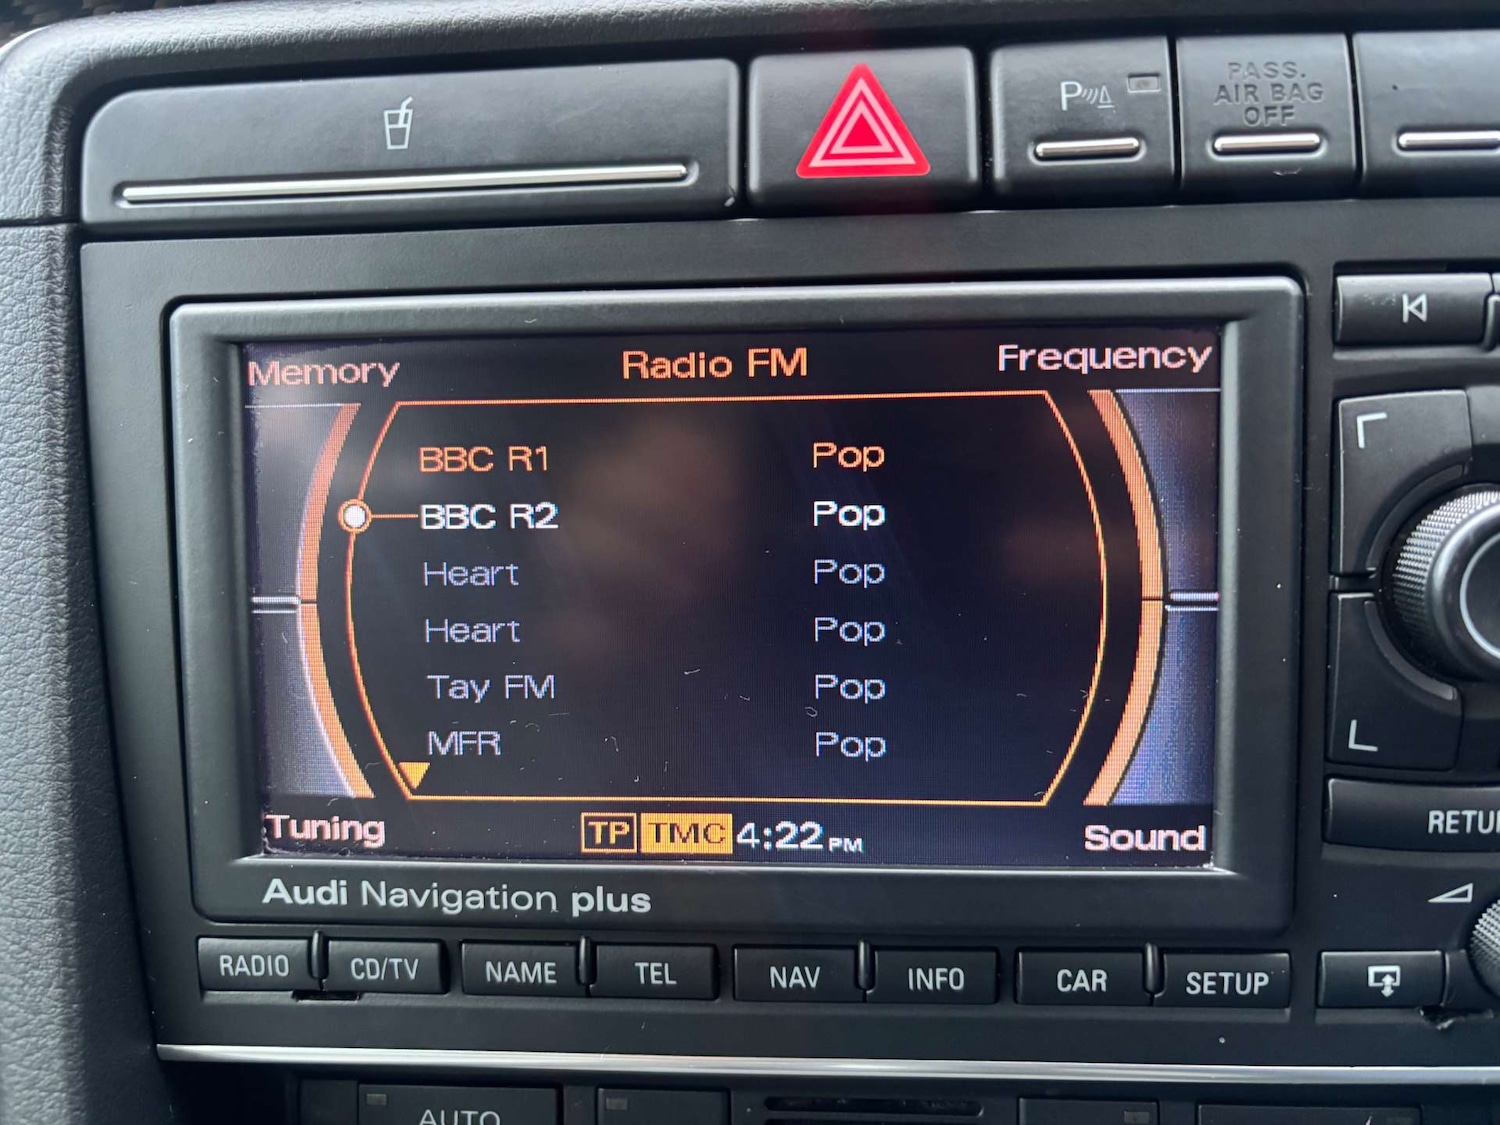 PASS.
AIR BAG
OFF
P
Memory Radio FM Frequency
BBC R1 Pop
BBC R2 Pop
Heart Pop
Heart Pop
Tay FM Pop
MFR Pop
Tuning TP TMC 4:22 PM Sound
Audi Navigation plus
RETU
RADIO CD/TV NAME TEL NAV INFO CAR SETUP
AUTO